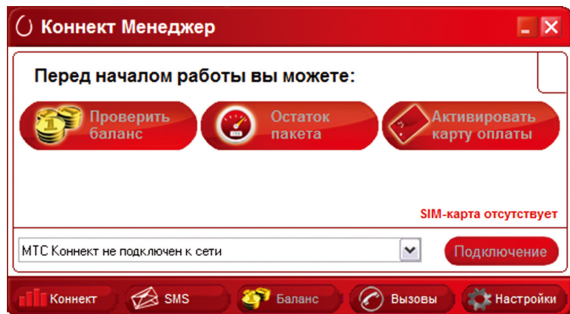 Коннект Менеджер
Перед началом работы вы можете:
Проверить
баланс
Остаток
пакета
Активировать
карту оплаты
SIM-карта отсутствует
МТС Коннект не подключен к сети
Подключение
Коннект
SMS
Баланс
Вызовы
Настройки